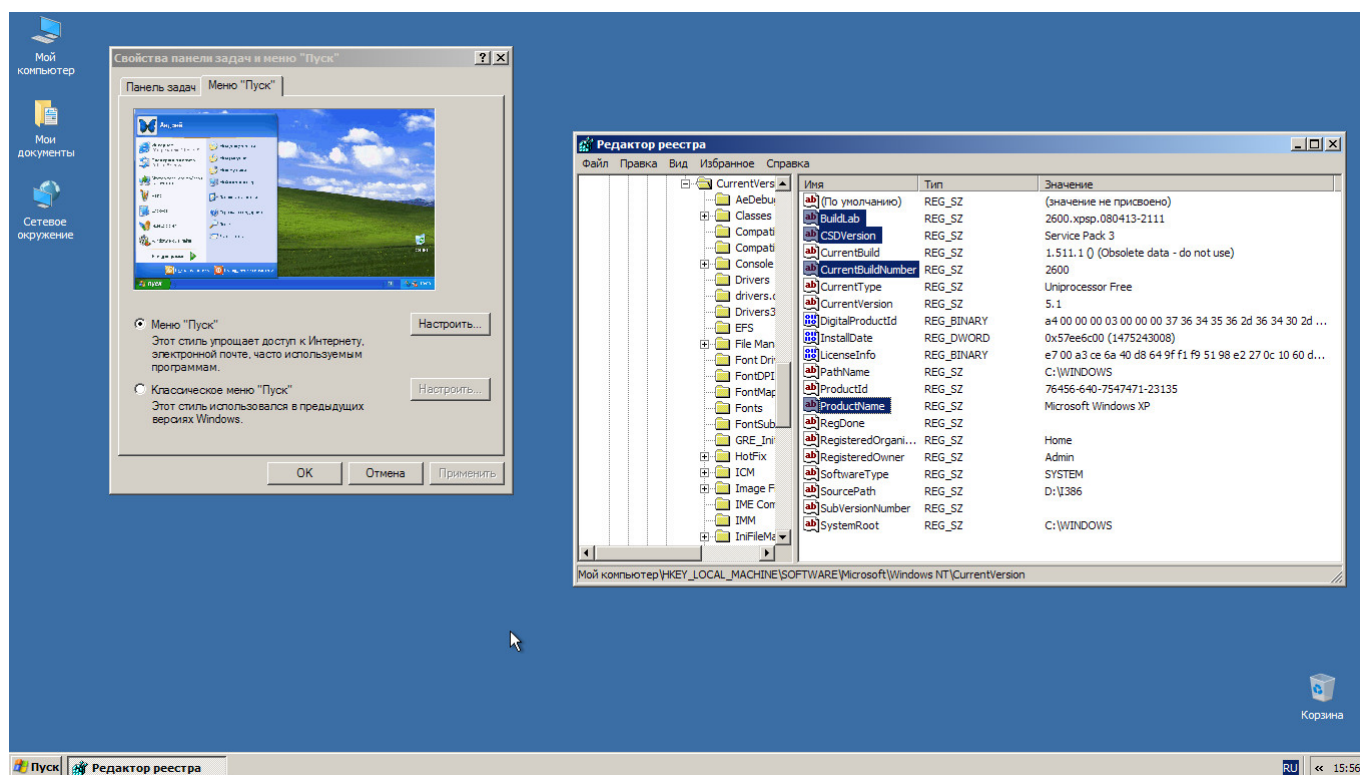 Мой
компьютер
Мои
документы
Сетевое
окружение
Свойства панели задач и меню "Пуск"
Панель задач Меню "Пуск"
Меню "Пуск" Настроить...
Этот стиль упрощает доступ к Интернету,
электронной почте, часто используемым
программам.
Классическое меню "Пуск" Настроить...
Этот стиль использовался в предыдущих
версиях Windows.
OK Отмена Применить
Редактор реестра
Файл Правка Вид Избранное Справка
CurrentVers
AeDebu
Classes
Compati
Compati
Console
Drivers
drivers.
Drivers3
EFS
File Man
Font Dri
FontDPI
FontMap
Fonts
FontSub
GRE_Ini
HotFix
ICM
Image F
IME Com
IMM
IniFileMa
Имя Тип Значение
(По умолчанию) REG_SZ (значение не присвоено)
BuildLab REG_SZ 2600.xpsp.080413-2111
CSDVersion REG_SZ Service Pack 3
CurrentBuild REG_SZ 1.511.1 () (Obsolete data - do not use)
CurrentBuildNumber REG_SZ 2600
CurrentType REG_SZ Uniprocessor Free
CurrentVersion REG_SZ 5.1
DigitalProductId REG_BINARY a4 00 00 00 03 00 00 00 37 36 34 35 36 2d 36 34 30 2d ...
InstallDate REG_DWORD 0x57ee6c00 (1475243008)
LicenseInfo REG_BINARY e7 00 a3 ce 6a 40 d8 64 9f f1 f9 51 98 e2 27 0c 10 60 d...
PathName REG_SZ C:\WINDOWS
ProductId REG_SZ 76456-640-7547471-23135
ProductName REG_SZ Microsoft Windows XP
RegDone REG_SZ
RegisteredOrgani... REG_SZ Home
RegisteredOwner REG_SZ Admin
SoftwareType REG_SZ SYSTEM
SourcePath REG_SZ D:\I386
SubVersionNumber REG_SZ
SystemRoot REG_SZ C:\WINDOWS
Мой компьютер\HKEY_LOCAL_MACHINE\SOFTWARE\Microsoft\Windows NT\CurrentVersion
Корзина
Пуск Редактор реестра RU « 15:56